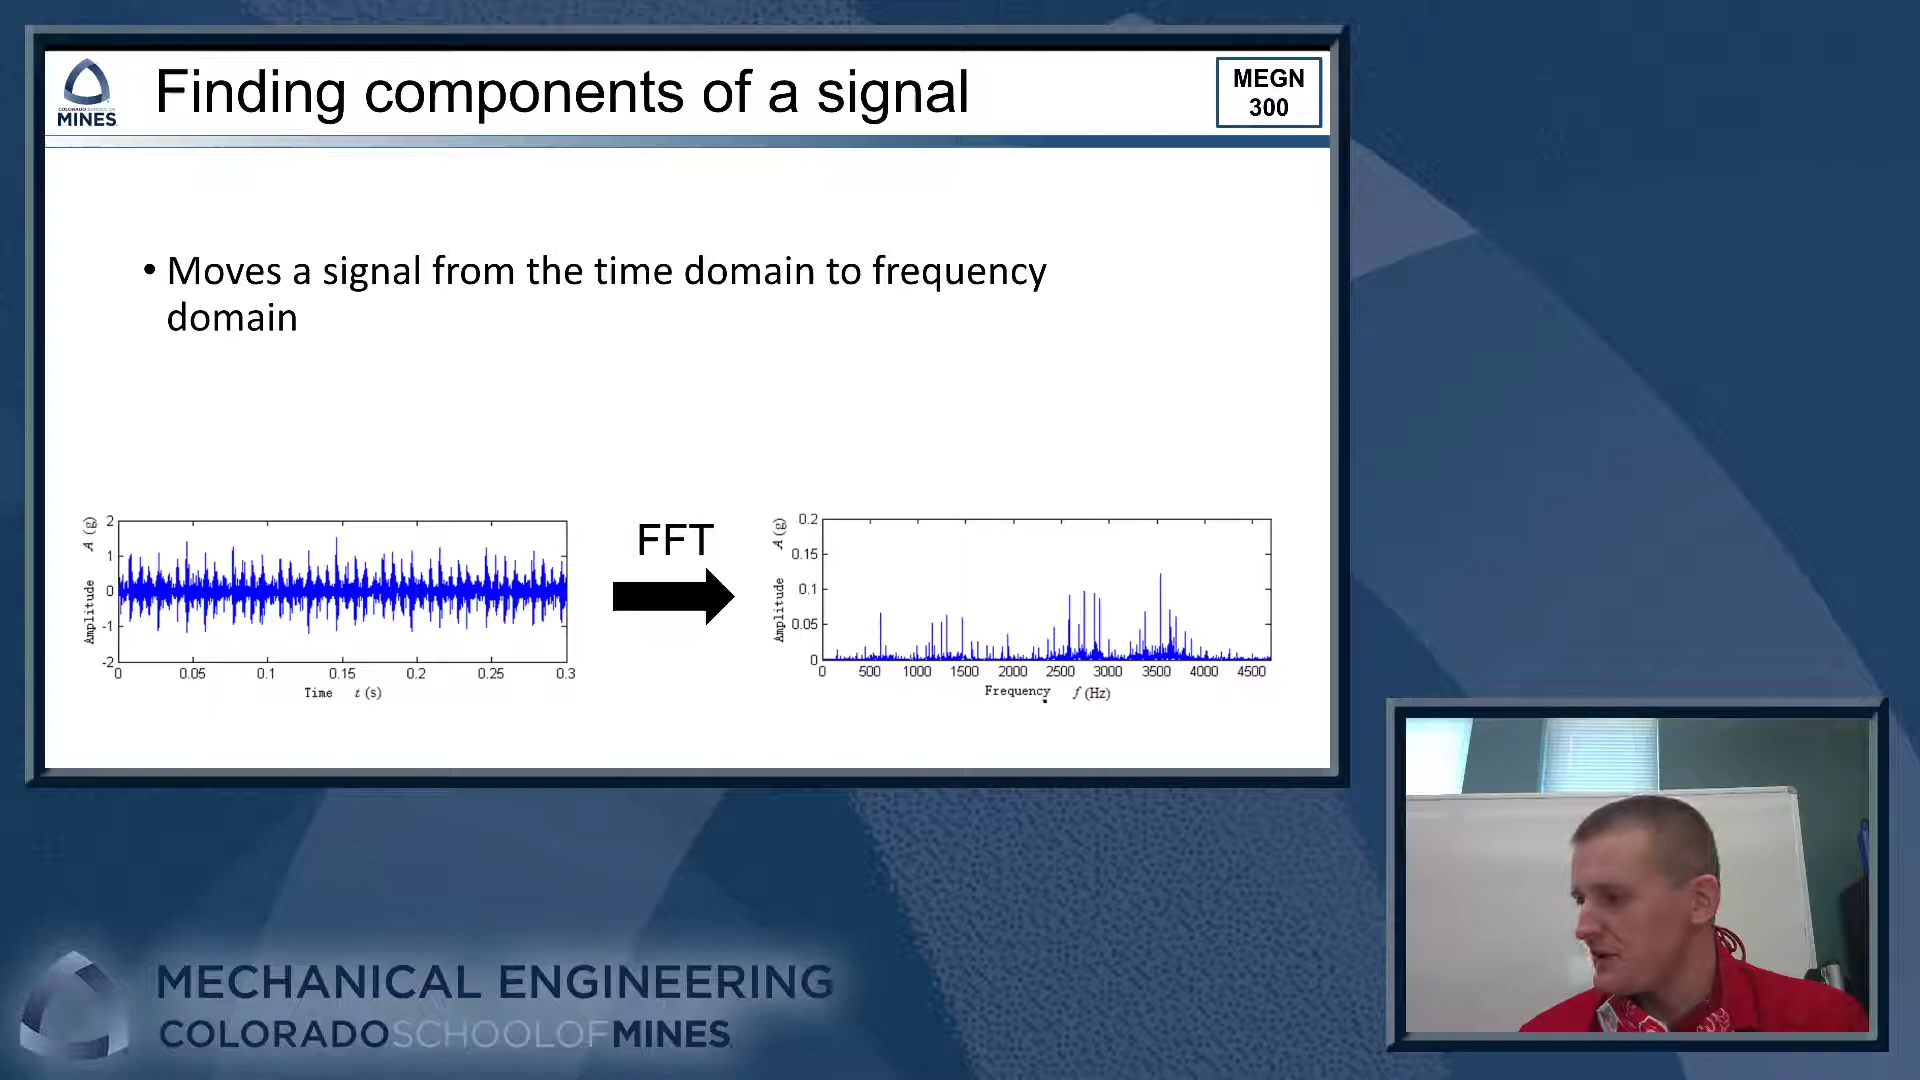 COLORADO SCHOOL OF
MINES
Finding components of a signal
MEGN
300
• Moves a signal from the time domain to frequency
domain
Amplitude A (g)
2
1
0
-1
-2
0 0.05 0.1 0.15 0.2 0.25 0.3
Time t (s)
FFT
Amplitude A (g)
0.2
0.15
0.1
0.05
0
0 500 1000 1500 2000 2500 3000 3500 4000 4500
Frequency f (Hz)
MECHANICAL ENGINEERING
COLORADOSCHOOLOFMINES